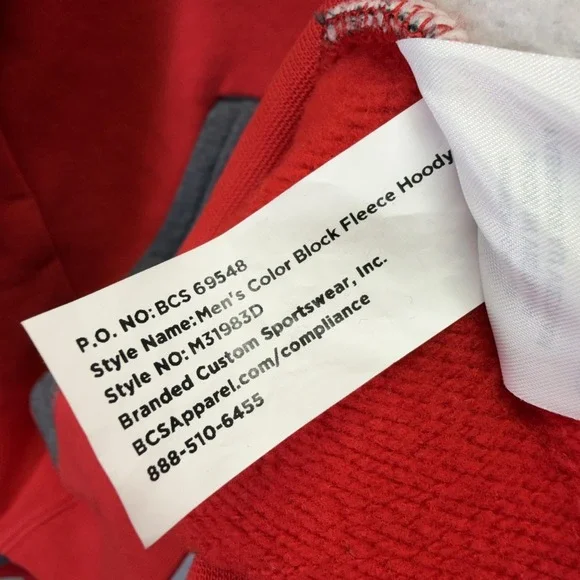 P.O. NO: BCS 69548
Style Name: Men's Color Block Fleece Hoody
Style NO: M31983D
Branded Custom Sportswear, Inc.
BCSApparel.com/compliance
888-510-6455